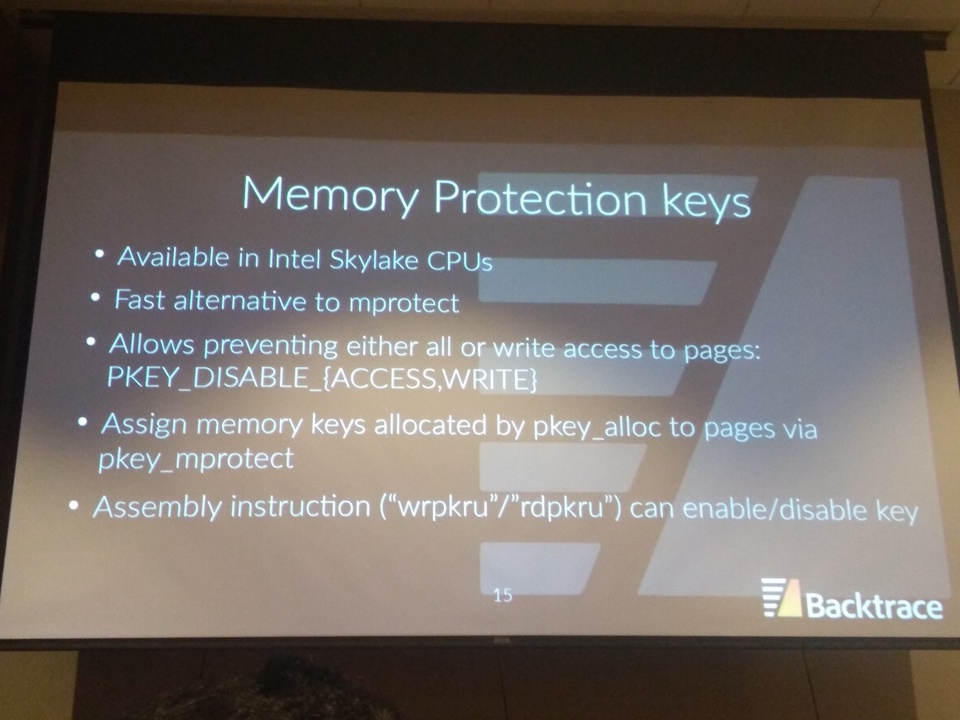 Memory Protection keys
• Available in Intel Skylake CPUs
• Fast alternative to mprotect
• Allows preventing either all or write access to pages:
PKEY_DISABLE_{ACCESS,WRITE}
• Assign memory keys allocated by pkey_alloc to pages via
pkey_mprotect
• Assembly instruction (“wrpkru”/”rdpkru”) can enable/disable key
15
Backtrace